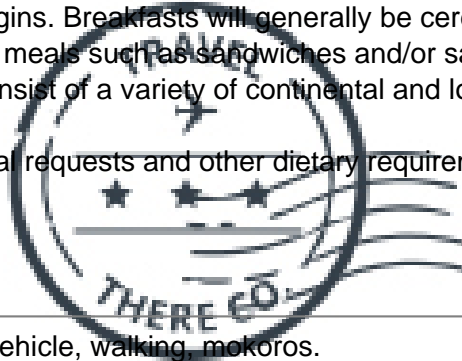 gins. Breakfasts will generally be cere
meals such as sandwiches and/or sa
nsist of a variety of continental and lo
al requests and other dietary requirem
TRAVEL
THERE CO.
ehicle, walking, mokoros.